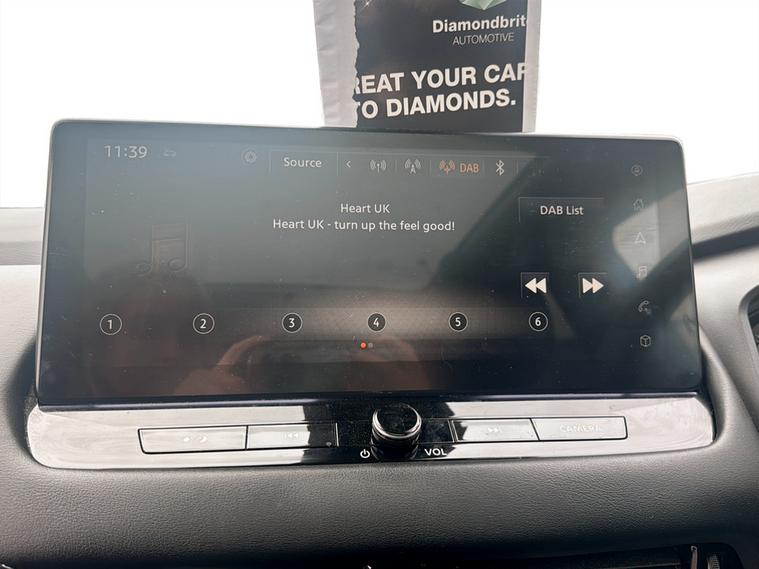 Diamondbrit
AUTOMOTIVE
REAT YOUR CAR
TO DIAMONDS.
11:39
Source
DAB
Heart UK
Heart UK - turn up the feel good!
DAB List
1 2 3 4 5 6
CAMERA
VOL